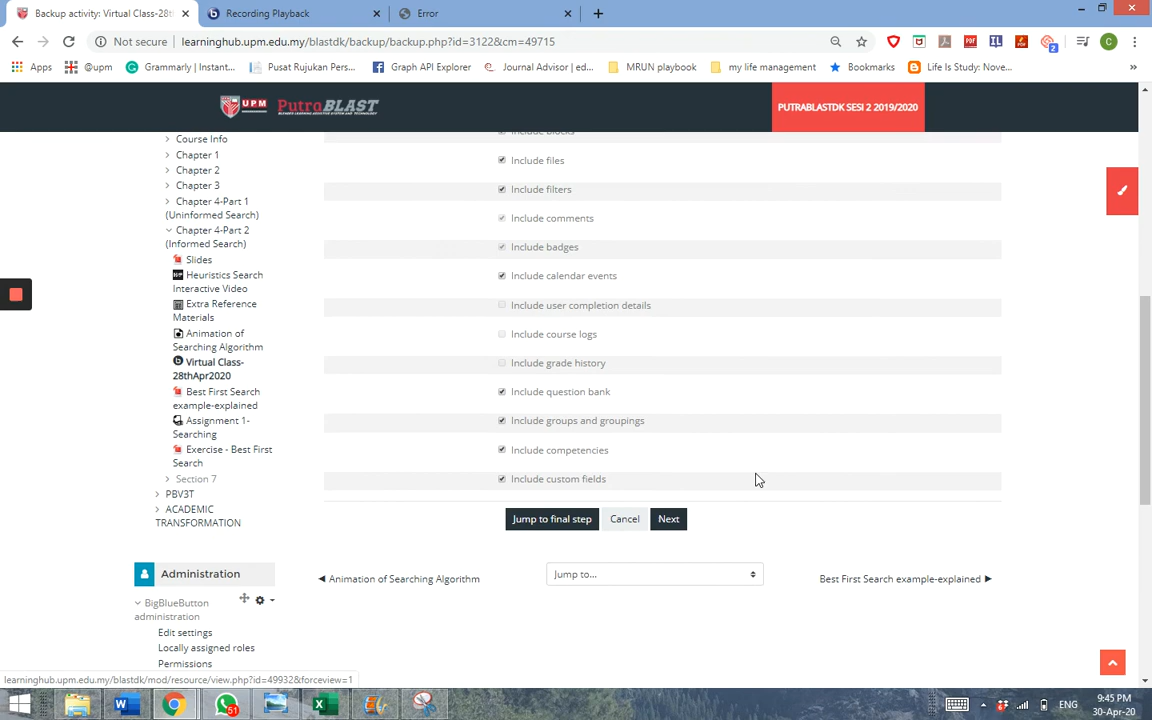 Backup activity: Virtual Class-28th
Recording Playback
Error
Not secure
learninghub.upm.edu.my/blastdk/backup/backup.php?id=3122&cm=49715
Apps
@upm
Grammarly | Instant...
Pusat Rujukan Pers...
Graph API Explorer
Journal Advisor | ed...
MRUN playbook
my life management
Bookmarks
Life Is Study: Nove...
UPM
PutraBLAST
PUTRABLASTDK SESI 2 2019/2020
Course Info
Chapter 1
Chapter 2
Chapter 3
Chapter 4-Part 1
(Uninformed Search)
Chapter 4-Part 2
(Informed Search)
Slides
Heuristics Search
Interactive Video
Extra Reference
Materials
Animation of
Searching Algorithm
Virtual Class-
28thApr2020
Best First Search
example-explained
Assignment 1-
Searching
Exercise - Best First
Search
Section 7
PBV3T
ACADEMIC
TRANSFORMATION
Include blocks
Include files
Include filters
Include comments
Include badges
Include calendar events
Include user completion details
Include course logs
Include grade history
Include question bank
Include groups and groupings
Include competencies
Include custom fields
Jump to final step
Cancel
Next
Animation of Searching Algorithm
Jump to...
Best First Search example-explained
Administration
BigBlueButton
administration
Edit settings
Locally assigned roles
Permissions
learninghub.upm.edu.my/blastdk/mod/resource/view.php?id=49932&forceview=1
51
ENG
9:45 PM
30-Apr-20